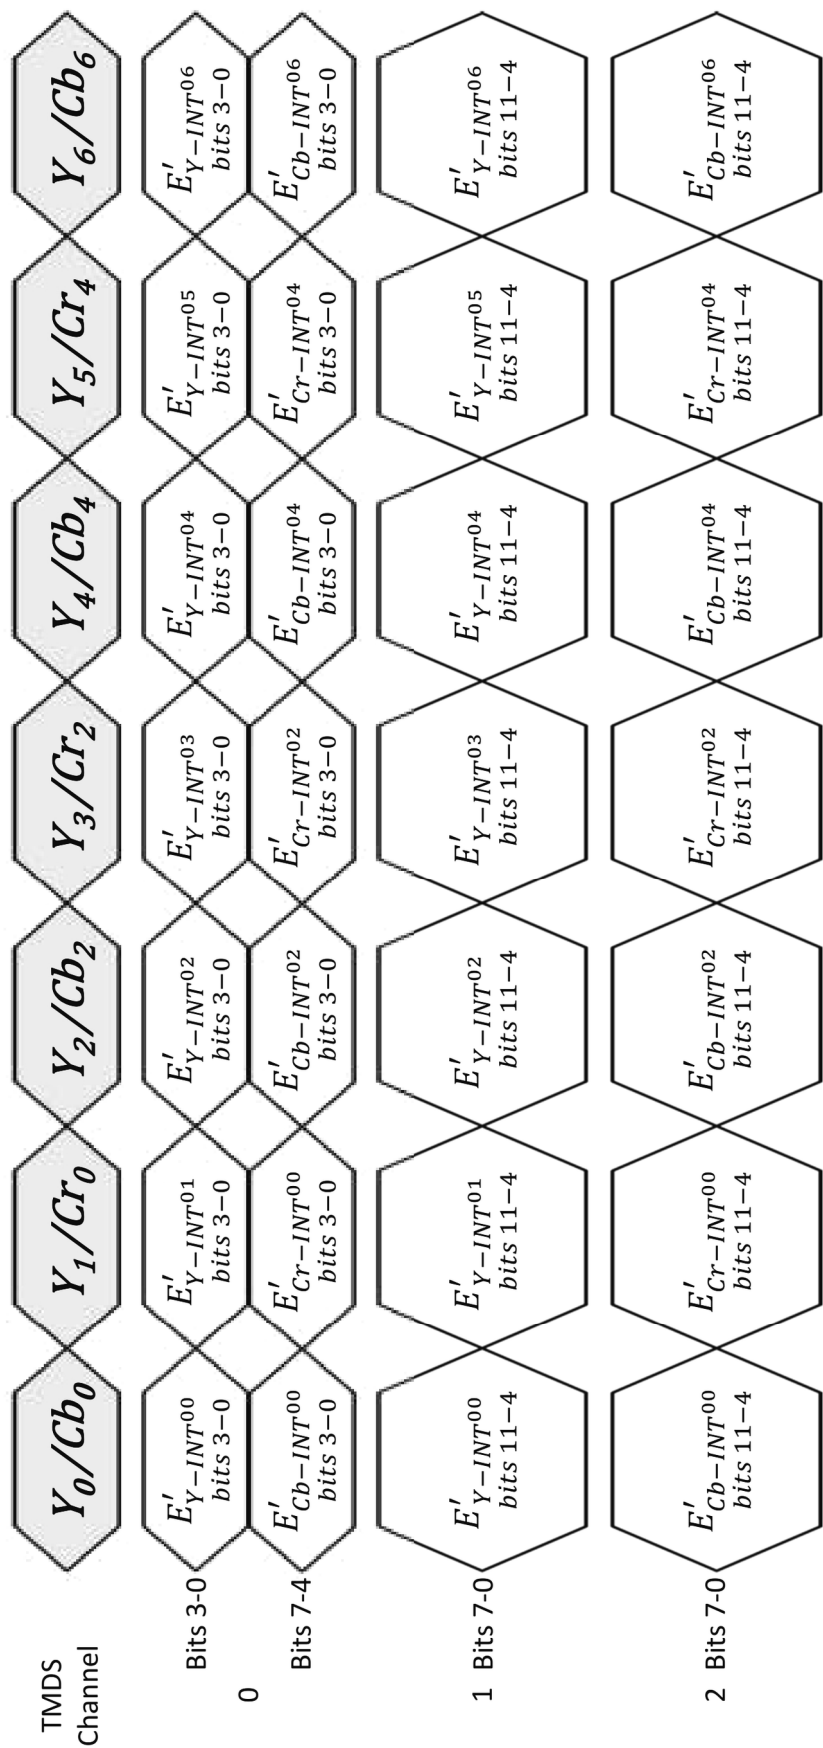 TMDS
Channel
Y₀/Cb₀ Y₁/Cr₀ Y₂/Cb₂ Y₃/Cr₂ Y₄/Cb₄ Y₅/Cr₄ Y₆/Cb₆
0
Bits 3-0
E′Y−INT⁰⁰ E′Y−INT⁰¹ E′Y−INT⁰² E′Y−INT⁰³ E′Y−INT⁰⁴ E′Y−INT⁰⁵ E′Y−INT⁰⁶
bits 3−0 bits 3−0 bits 3−0 bits 3−0 bits 3−0 bits 3−0 bits 3−0
Bits 7-4
E′Cb−INT⁰⁰ E′Cr−INT⁰⁰ E′Cb−INT⁰² E′Cr−INT⁰² E′Cb−INT⁰⁴ E′Cr−INT⁰⁴ E′Cb−INT⁰⁶
bits 3−0 bits 3−0 bits 3−0 bits 3−0 bits 3−0 bits 3−0 bits 3−0
1 Bits 7-0
E′Y−INT⁰⁰ E′Y−INT⁰¹ E′Y−INT⁰² E′Y−INT⁰³ E′Y−INT⁰⁴ E′Y−INT⁰⁵ E′Y−INT⁰⁶
bits 11−4 bits 11−4 bits 11−4 bits 11−4 bits 11−4 bits 11−4 bits 11−4
2 Bits 7-0
E′Cb−INT⁰⁰ E′Cr−INT⁰⁰ E′Cb−INT⁰² E′Cr−INT⁰² E′Cb−INT⁰⁴ E′Cr−INT⁰⁴ E′Cb−INT⁰⁶
bits 11−4 bits 11−4 bits 11−4 bits 11−4 bits 11−4 bits 11−4 bits 11−4